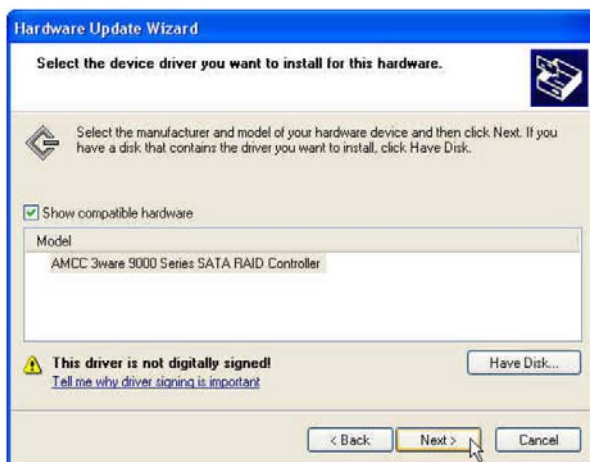 Hardware Update Wizard
Select the device driver you want to install for this hardware.
Select the manufacturer and model of your hardware device and then click Next. If you
have a disk that contains the driver you want to install, click Have Disk.
Show compatible hardware
Model
AMCC 3ware 9000 Series SATA RAID Controller
This driver is not digitally signed!
Tell me why driver signing is important
Have Disk...
< Back
Next >
Cancel